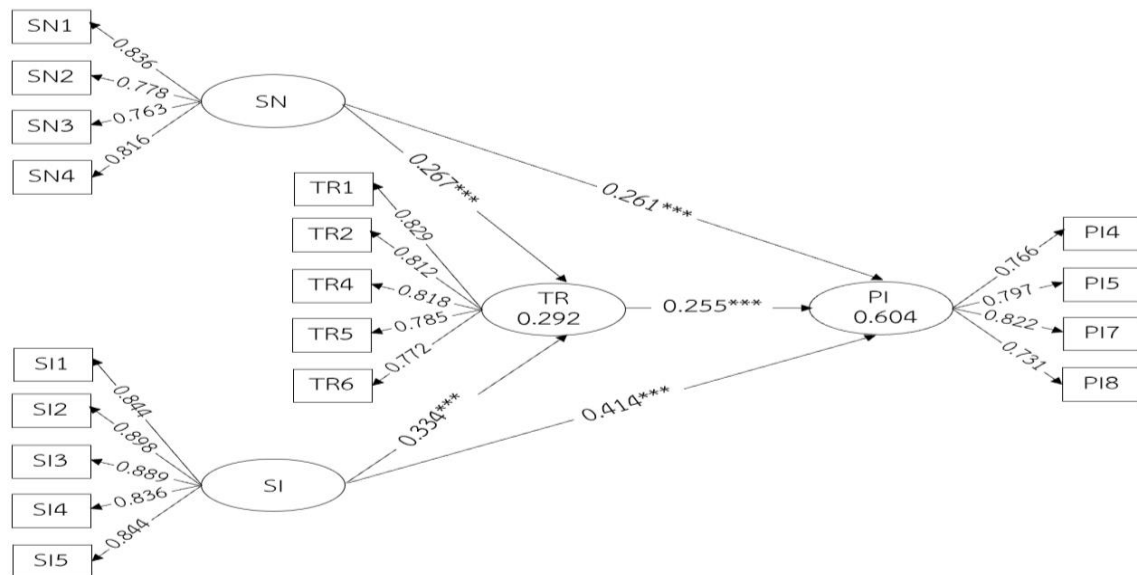 SN1
SN2
SN3
SN4
0.836
0.778
0.763
0.816
SN
0.267***
0.261***
TR1
TR2
TR4
TR5
TR6
0.829
0.812
0.818
0.785
0.772
TR
0.292
0.255***
PI
0.604
0.766
0.797
0.822
0.731
PI4
PI5
PI7
PI8
SI1
SI2
SI3
SI4
SI5
0.844
0.898
0.889
0.836
0.844
SI
0.334***
0.414***